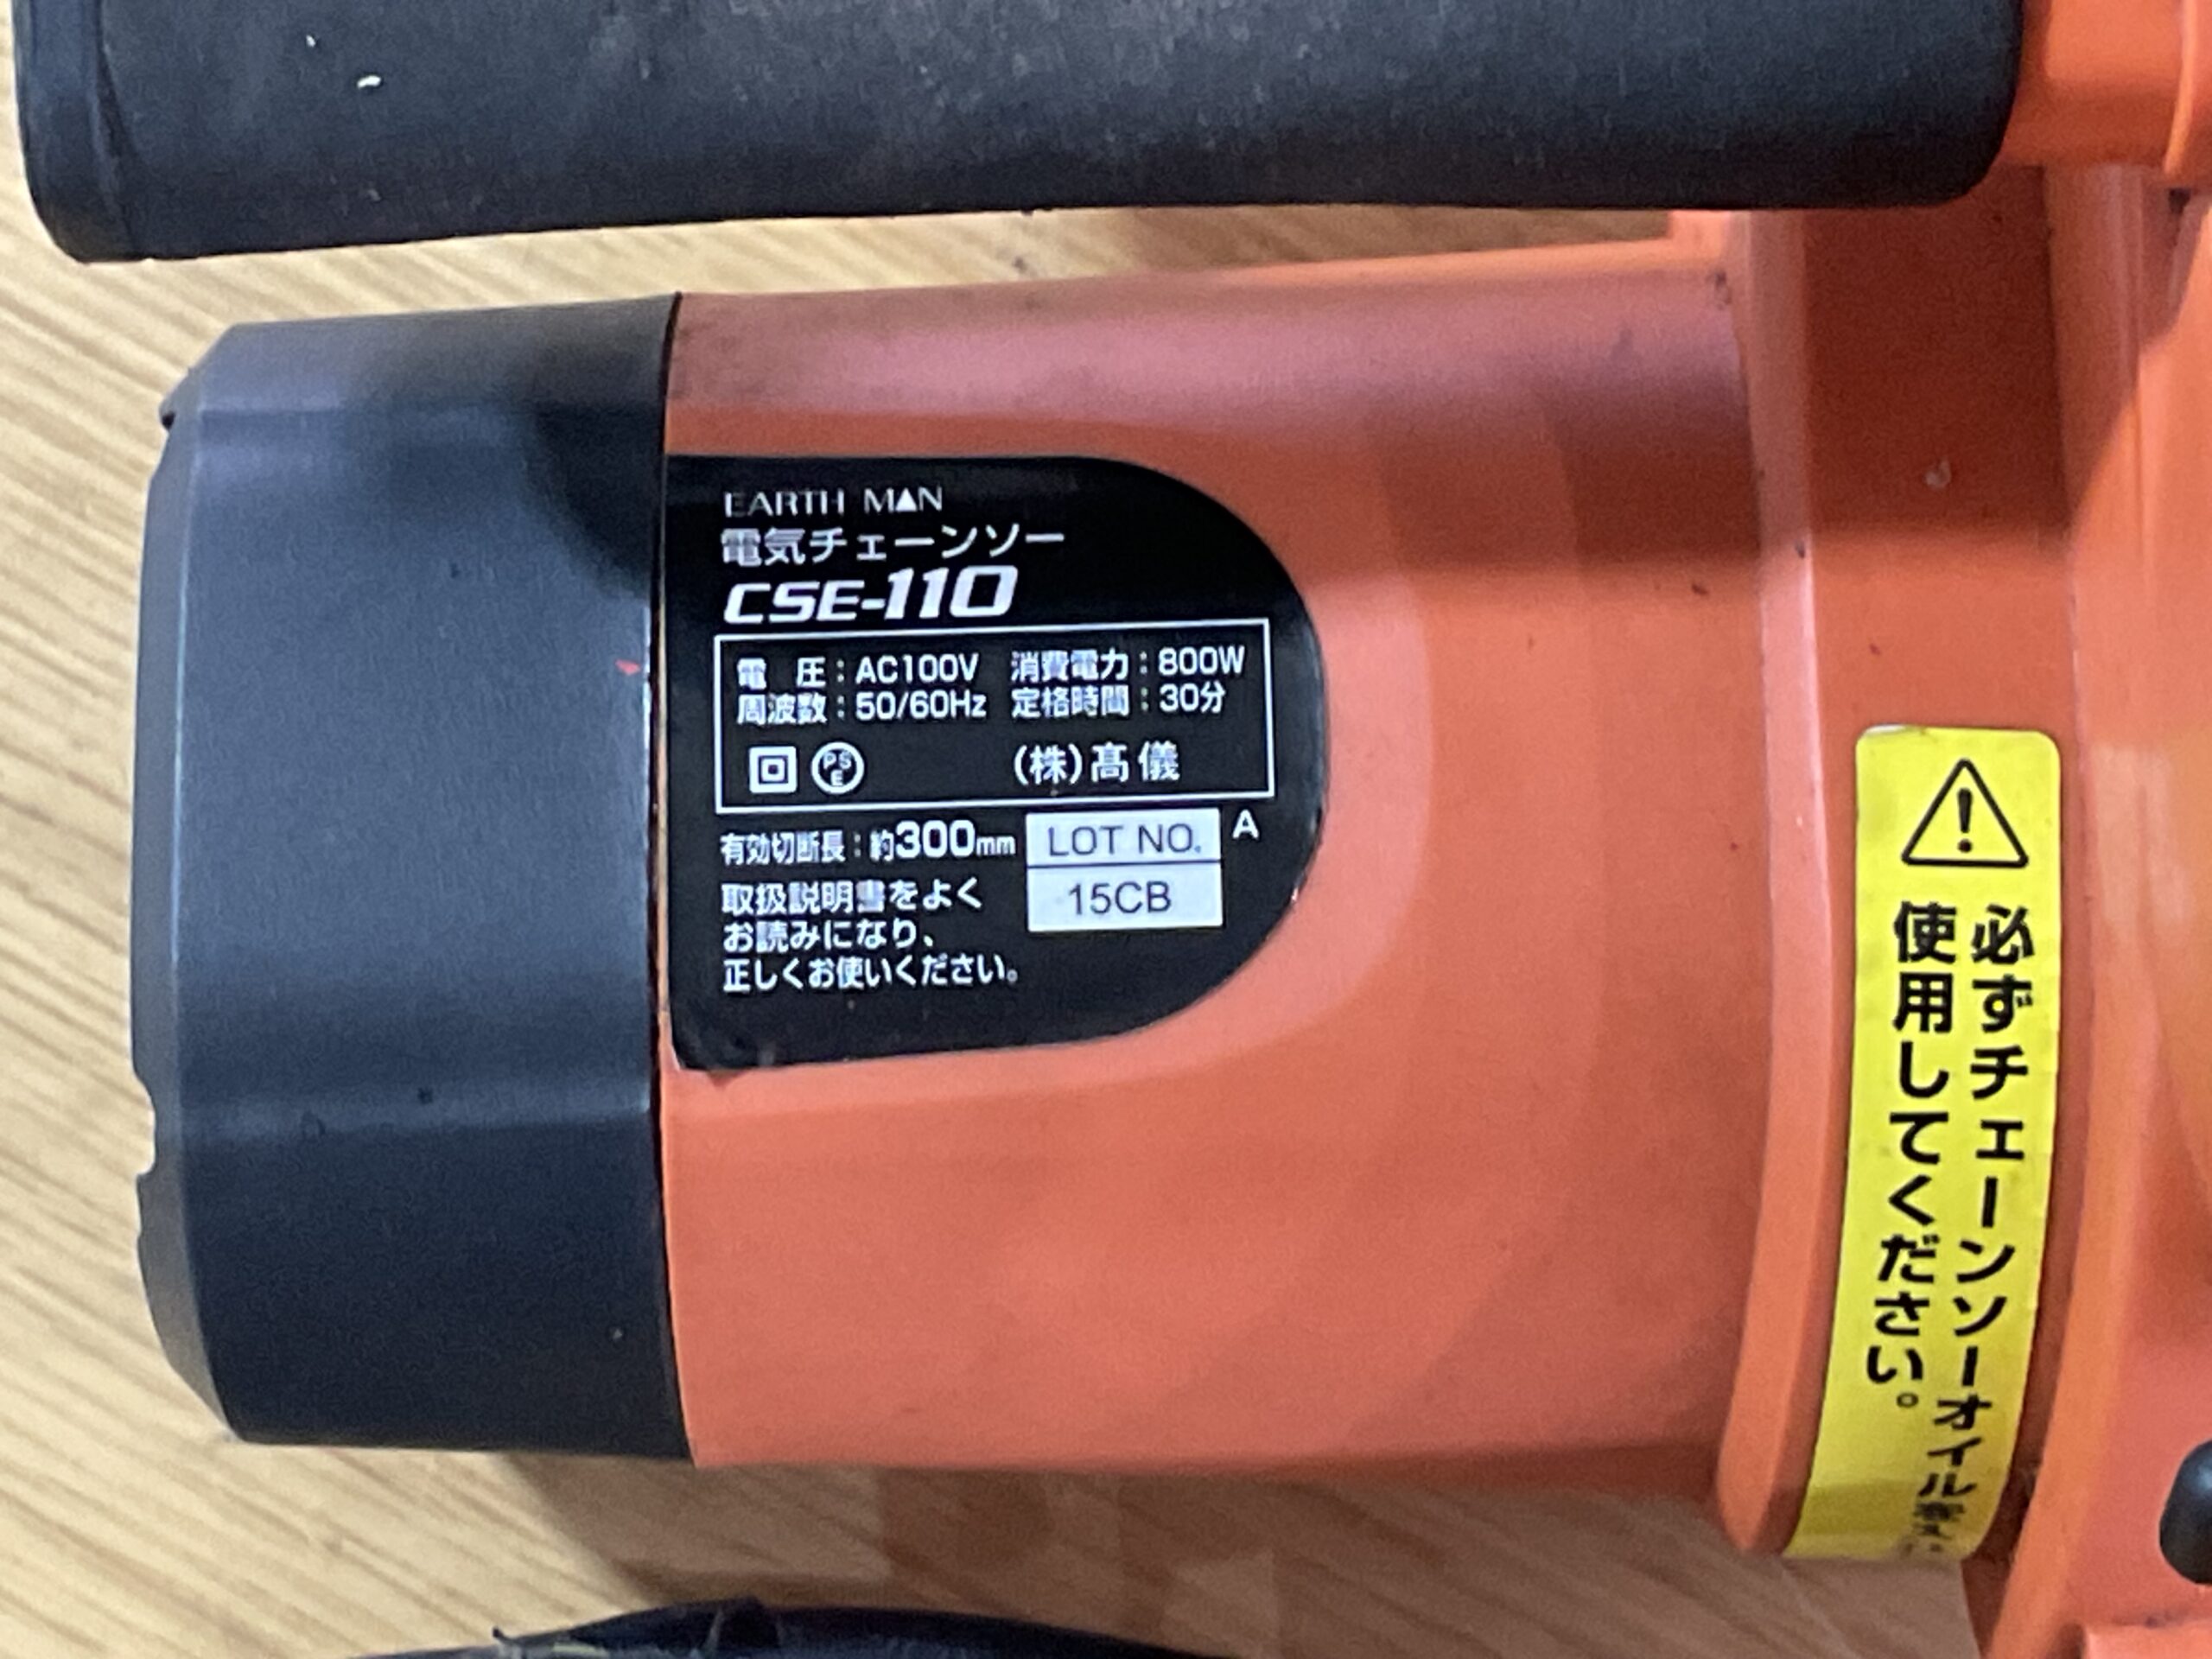 EARTH MAN
電気チェーンソー
CSE-110
電 圧：AC100V 消費電力：800W
周波数：50/60Hz 定格時間：30分
PSE (株)髙儀
有効切断長：約300mm
LOT NO. A
15CB
取扱説明書をよく
お読みになり、
正しくお使いください。
必ずチェーンソーオイル
使用してください。